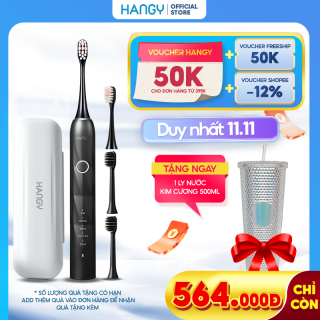 HANGY OFFICIAL STORE
VOUCHER HANGY
50K
CHO ĐƠN HÀNG TỪ 399K
+
VOUCHER FREESHIP
50K
+
VOUCHER SHOPEE
-12%
Duy nhất 11.11
TẶNG NGAY
1 LY NƯỚC
KIM CƯƠNG 500ML
HANGY
HANGY
* SỐ LƯỢNG QUÀ TẶNG CÓ HẠN
ADD THÊM QUÀ VÀO ĐƠN HÀNG ĐỂ NHẬN
QUÀ TẶNG KÈM
564.000Đ
CHỈ
CÒN